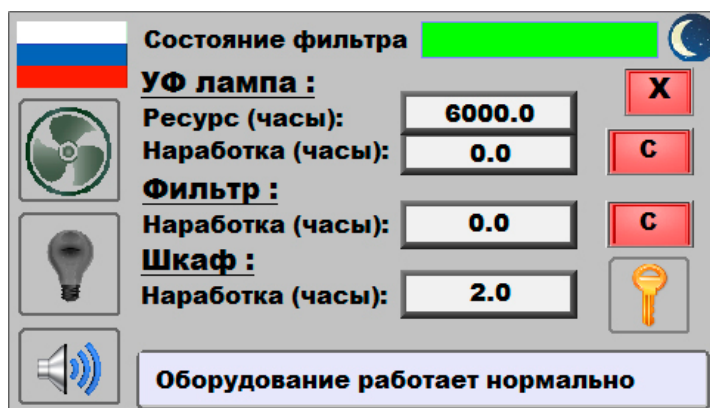 Состояние фильтра
УФ лампа :
X
Ресурс (часы): 6000.0
Наработка (часы): 0.0 C
Фильтр :
Наработка (часы): 0.0 C
Шкаф :
Наработка (часы): 2.0
Оборудование работает нормально